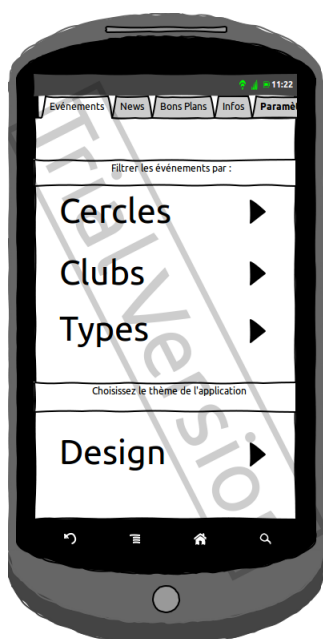 11:22
Evénements News Bons Plans Infos Paramè
Filtrer les événements par :
Cercles
Clubs
Types
Choisissez le thème de l'application
Design
Trial Version